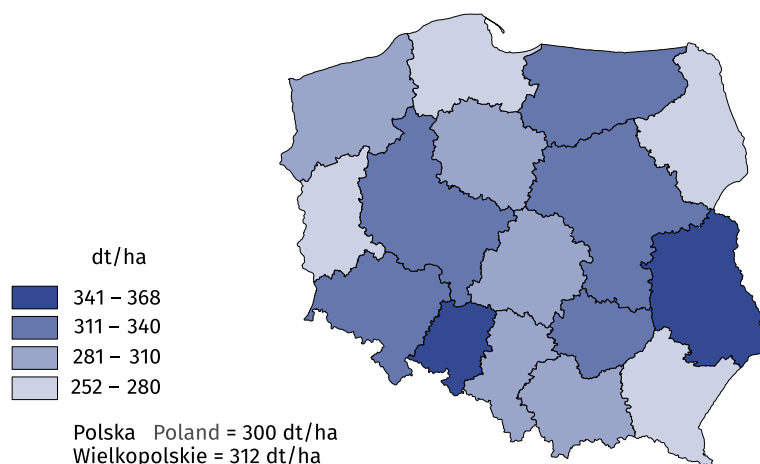 dt/ha
341 – 368
311 – 340
281 – 310
252 – 280
Polska Poland = 300 dt/ha
Wielkopolskie = 312 dt/ha